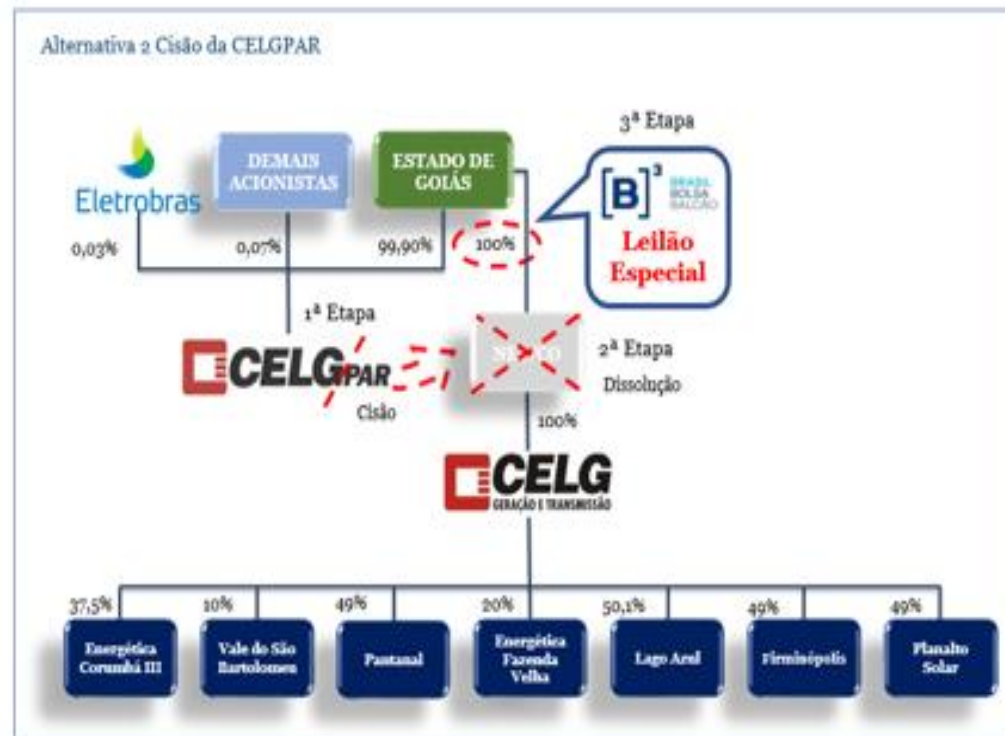 Alternativa 2 Cisão da CELGPAR
3ª Etapa
DEMAIS
ACIONISTAS
ESTADO DE
GOIÁS
[B]³
BRASIL
BOLSA
BALCÃO
Eletrobras
Leilão
Especial
0,03%
0,07%
99,90%
100%
1ª Etapa
CELGPAR
Cisão
2ª Etapa
Dissolução
100%
CELG
GERAÇÃO E TRANSMISSÃO
37,5%
10%
49%
20%
50,1%
49%
49%
Energética
Corumbá III
Vale do São
Bartolomeu
Pantanal
Energética
Fazenda
Velha
Lago Azul
Firminópolis
Planalto
Solar